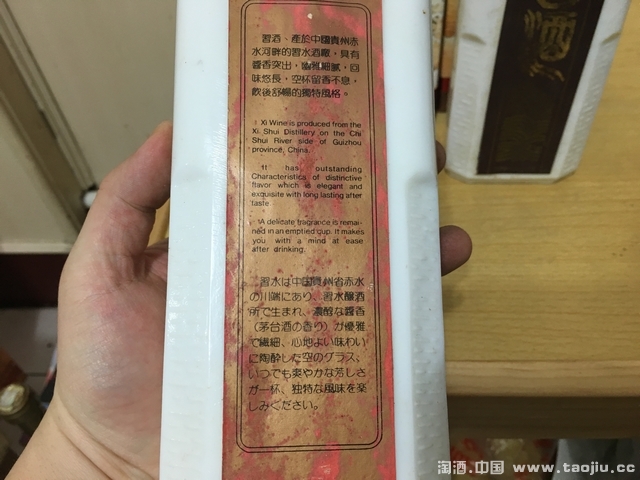 習酒、產於中國貴州赤
水河畔的習水酒廠，具有
醬香突出，幽雅細膩，回
味悠長，空杯留香不息，
飲後舒暢的獨特風格。
Xi Wine is produced from the
Xi Shui Distillery on the Chi
Shui River side of Guizhou
province, China.
It has outstanding
Characteristics of distinctive
flavor which is elegant and
exquisite with long lasting after
taste
A delicate fragrance is remai-
ned in an emptied cup. It makes
you with a mind at ease
after drinking.
習水は中国貴州省赤水
の川端にあり、習水醸酒
所で生まれ、濃醇な醬香
(茅台酒の香り)が優雅
で繊細、心地よい味わい
に陶酔した空のグラス、
いつでも爽やかな芳しさ
が一杯、独特な風味を楽
しみください。
酒
淘酒.中国 www.taojiu.cc